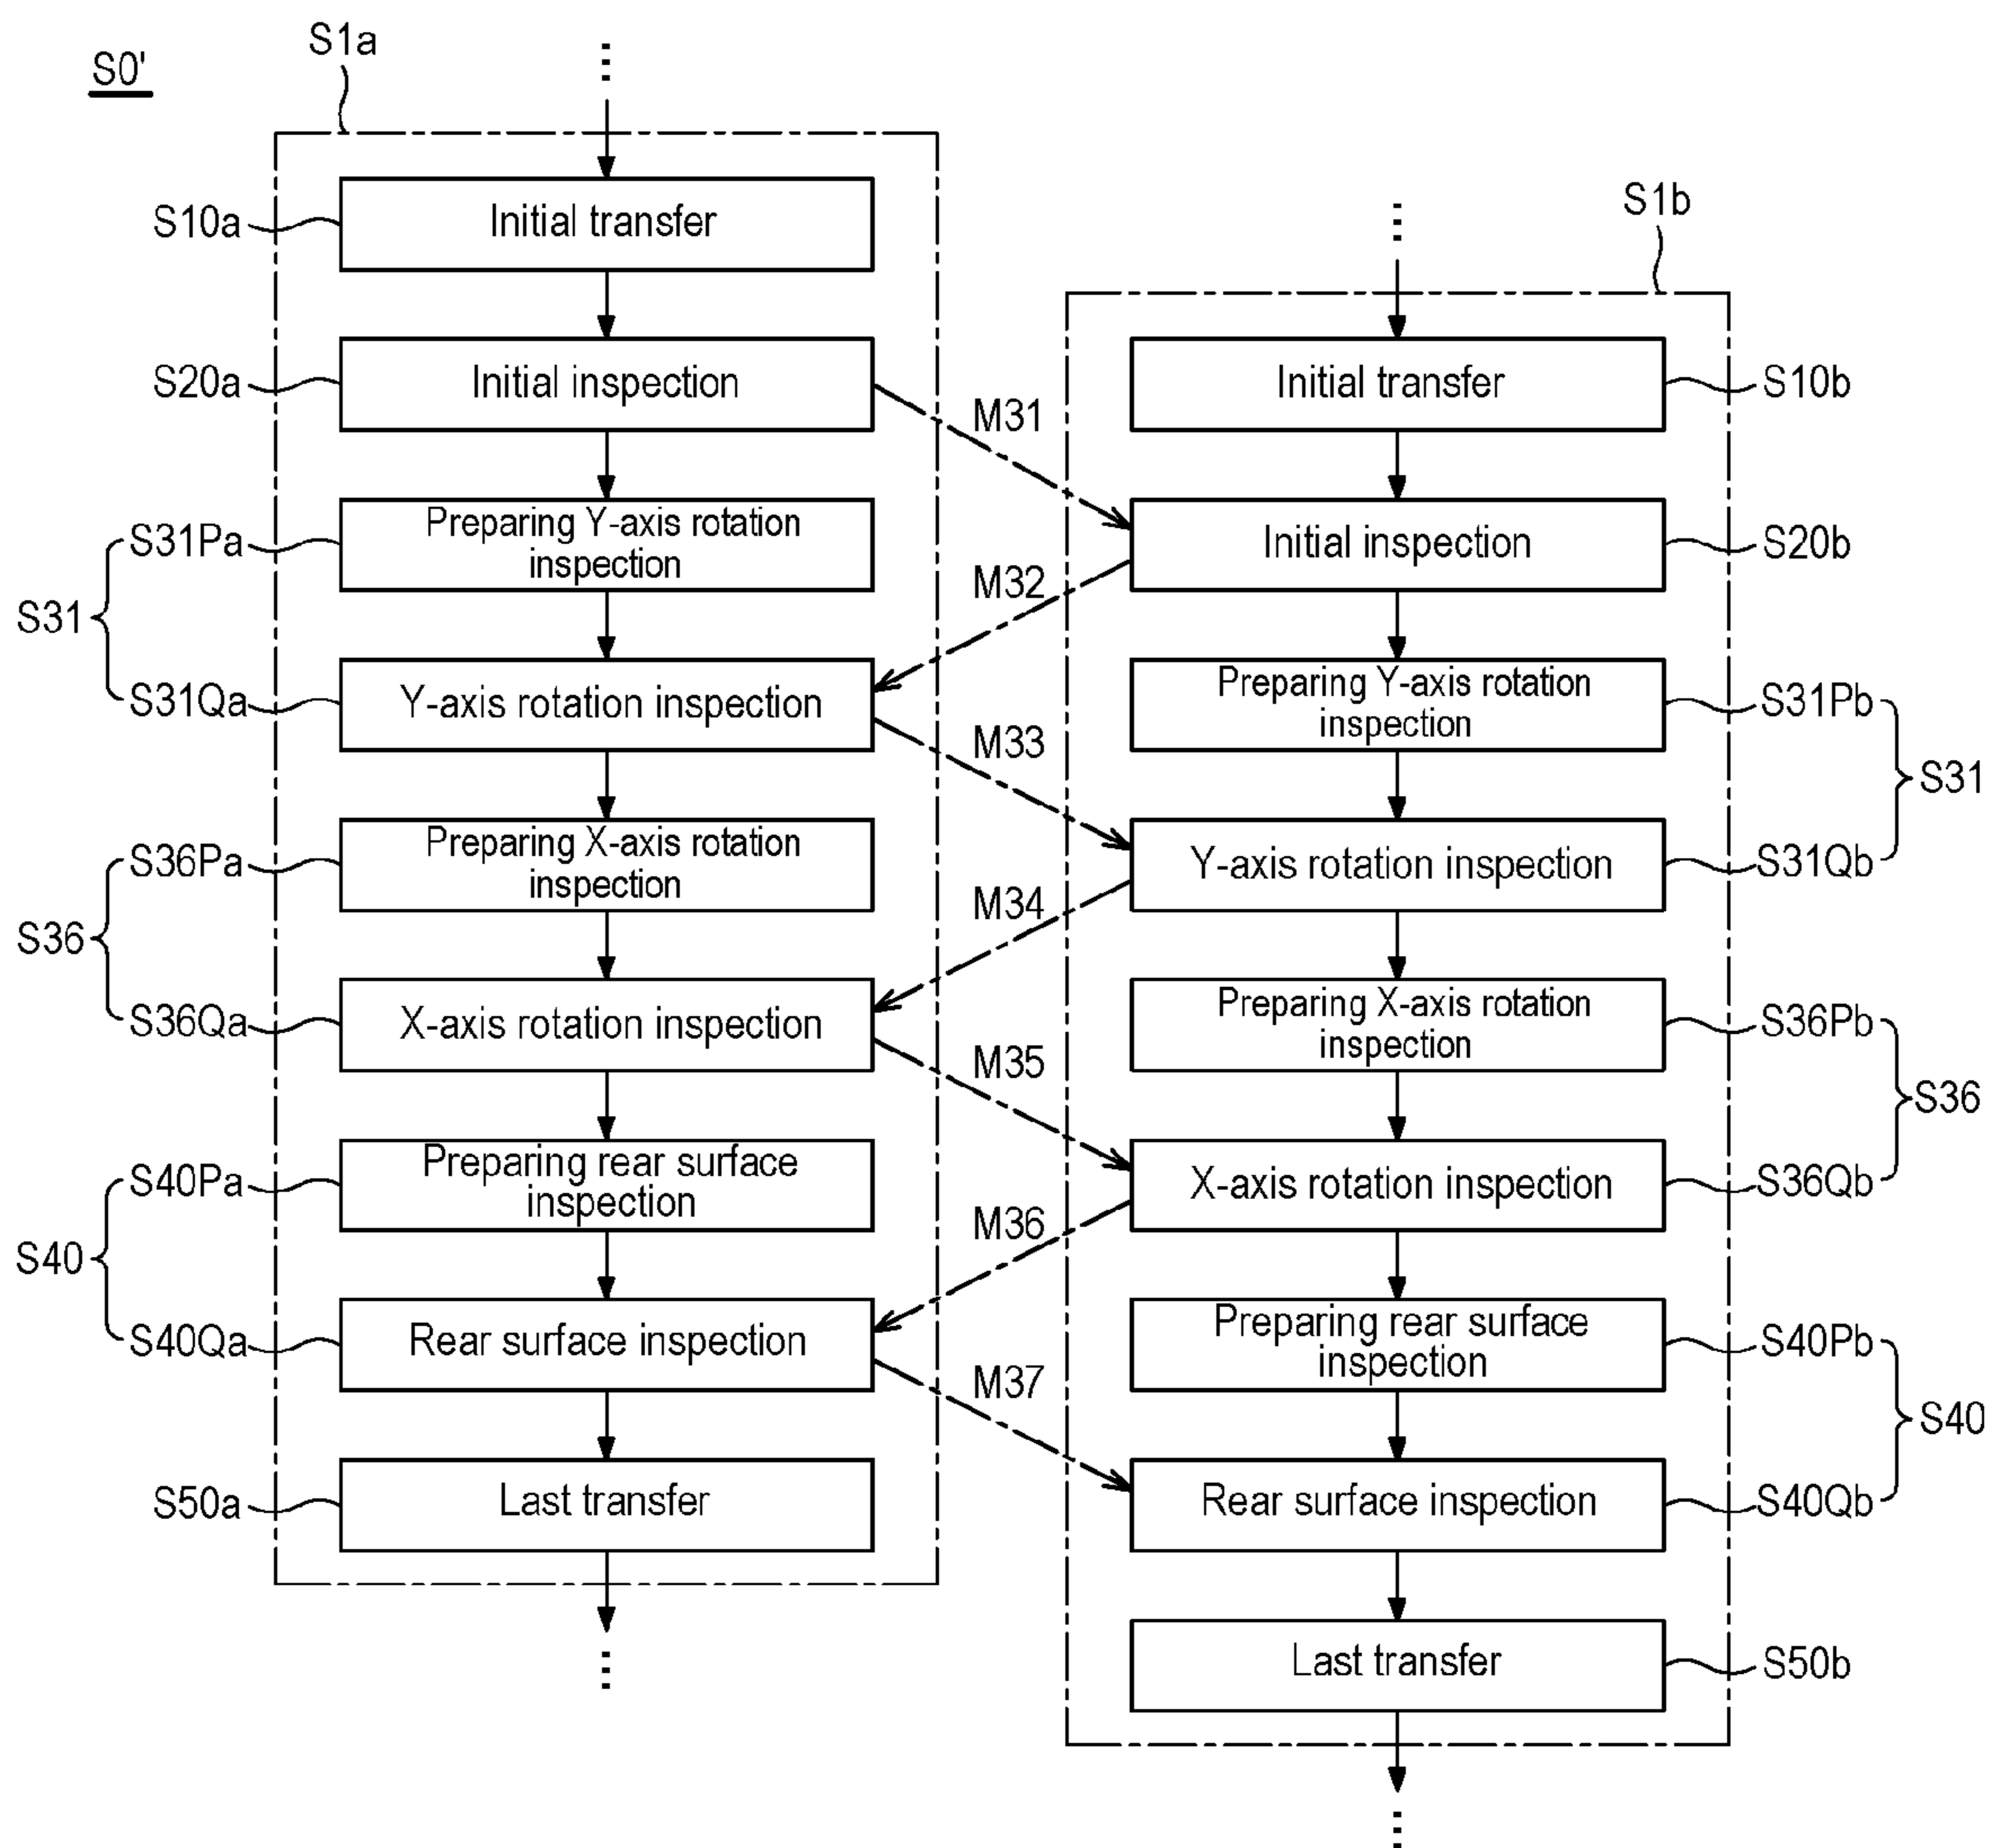 S0'
S1a
S10a
Initial transfer
S20a
Initial inspection
S31
S31Pa
Preparing Y-axis rotation
inspection
S31Qa
Y-axis rotation inspection
S36
S36Pa
Preparing X-axis rotation
inspection
S36Qa
X-axis rotation inspection
S40
S40Pa
Preparing rear surface
inspection
S40Qa
Rear surface inspection
S50a
Last transfer
M31
M32
M33
M34
M35
M36
M37
S1b
Initial transfer
S10b
Initial inspection
S20b
Preparing Y-axis rotation
inspection
S31Pb
S31
Y-axis rotation inspection
S31Qb
Preparing X-axis rotation
inspection
S36Pb
S36
X-axis rotation inspection
S36Qb
Preparing rear surface
inspection
S40Pb
S40
Rear surface inspection
S40Qb
Last transfer
S50b